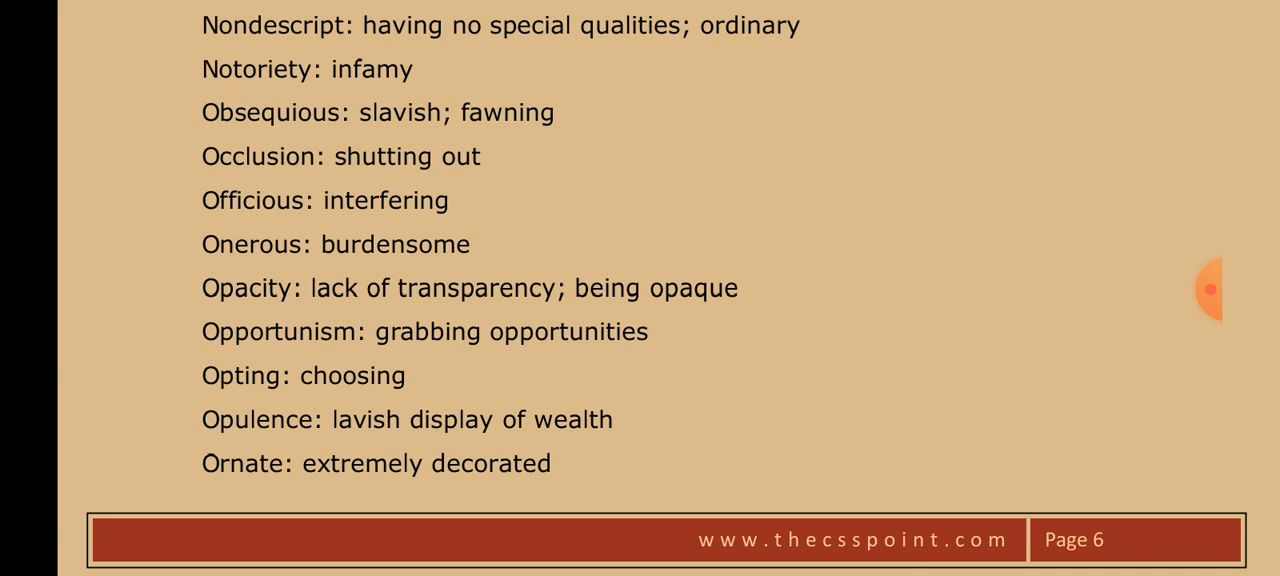 Nondescript: having no special qualities; ordinary
Notoriety: infamy
Obsequious: slavish; fawning
Occlusion: shutting out
Officious: interfering
Onerous: burdensome
Opacity: lack of transparency; being opaque
Opportunism: grabbing opportunities
Opting: choosing
Opulence: lavish display of wealth
Ornate: extremely decorated
www.thecsspoint.com Page 6